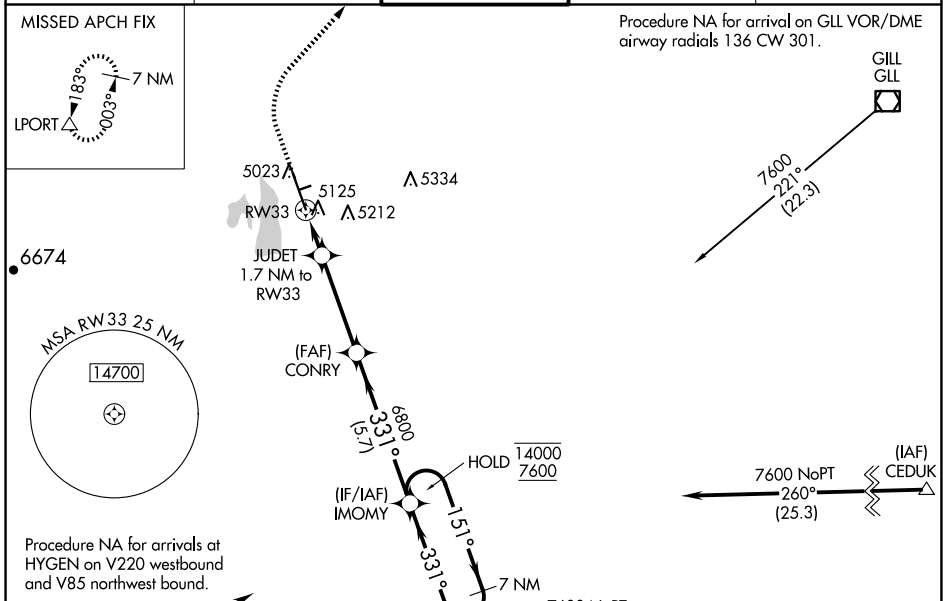 MISSED APCH FIX
183°
7 NM
003°
LPORT
Procedure NA for arrival on GLL VOR/DME
airway radials 136 CW 301.
GILL
GLL
7600
221°
(22.3)
5023
5125
5334
RW33
5212
JUDET
1.7 NM to
RW33
6674
MSA RW33 25 NM
14700
(FAF)
CONRY
6800
331°
(5.7)
HOLD
14000
7600
(IF/IAF)
IMOMY
151°
331°
7 NM
(IAF)
CEDUK
7600 NoPT
260°
(25.3)
Procedure NA for arrivals at
HYGEN on V220 westbound
and V85 northwest bound.